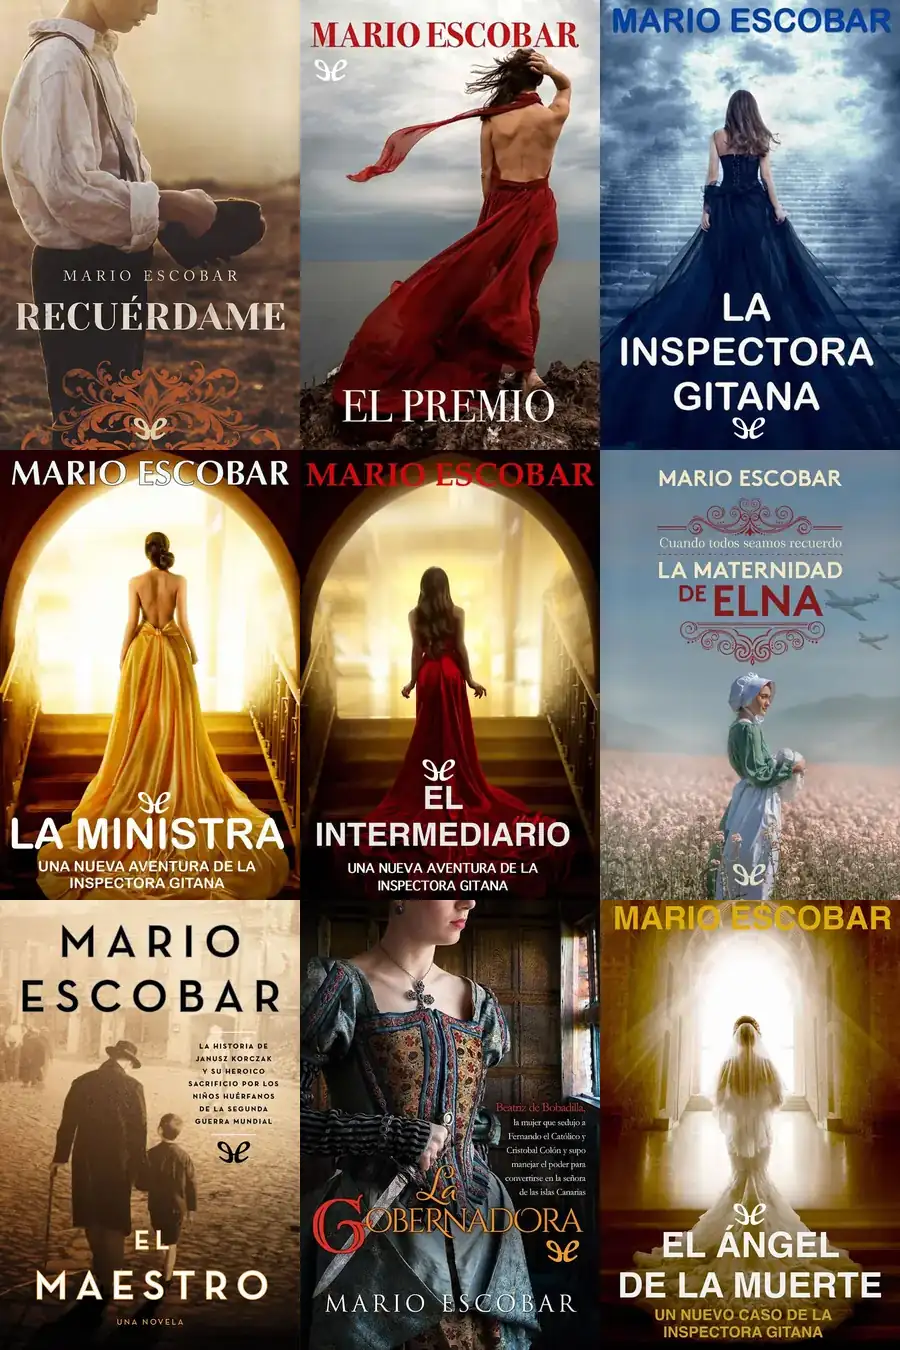 MARIO ESCOBAR
RECUÉRDAME
MARIO ESCOBAR
EL PREMIO
MARIO ESCOBAR
LA
INSPECTORA
GITANA
MARIO ESCOBAR
LA MINISTRA
UNA NUEVA AVENTURA DE LA
INSPECTORA GITANA
MARIO ESCOBAR
EL
INTERMEDIARIO
UNA NUEVA AVENTURA DE LA
INSPECTORA GITANA
MARIO ESCOBAR
Cuando todos seamos recuerdo
LA MATERNIDAD
DE ELNA
MARIO
ESCOBAR
LA HISTORIA DE
JANUSZ KORCZAK
Y SU HEROICO
SACRIFICIO POR LOS
NIÑOS HUÉRFANOS
DE LA SEGUNDA
GUERRA MUNDIAL
EL
MAESTRO
UNA NOVELA
Beatriz de Bobadilla,
la mujer que sedujo a
Fernando el Católico y
Cristobal Colón y supo
manejar el poder para
convertirse en la señora
de las islas Canarias
La
GOBERNADORA
MARIO ESCOBAR
MARIO ESCOBAR
EL ÁNGEL
DE LA MUERTE
UN NUEVO CASO DE LA
INSPECTORA GITANA